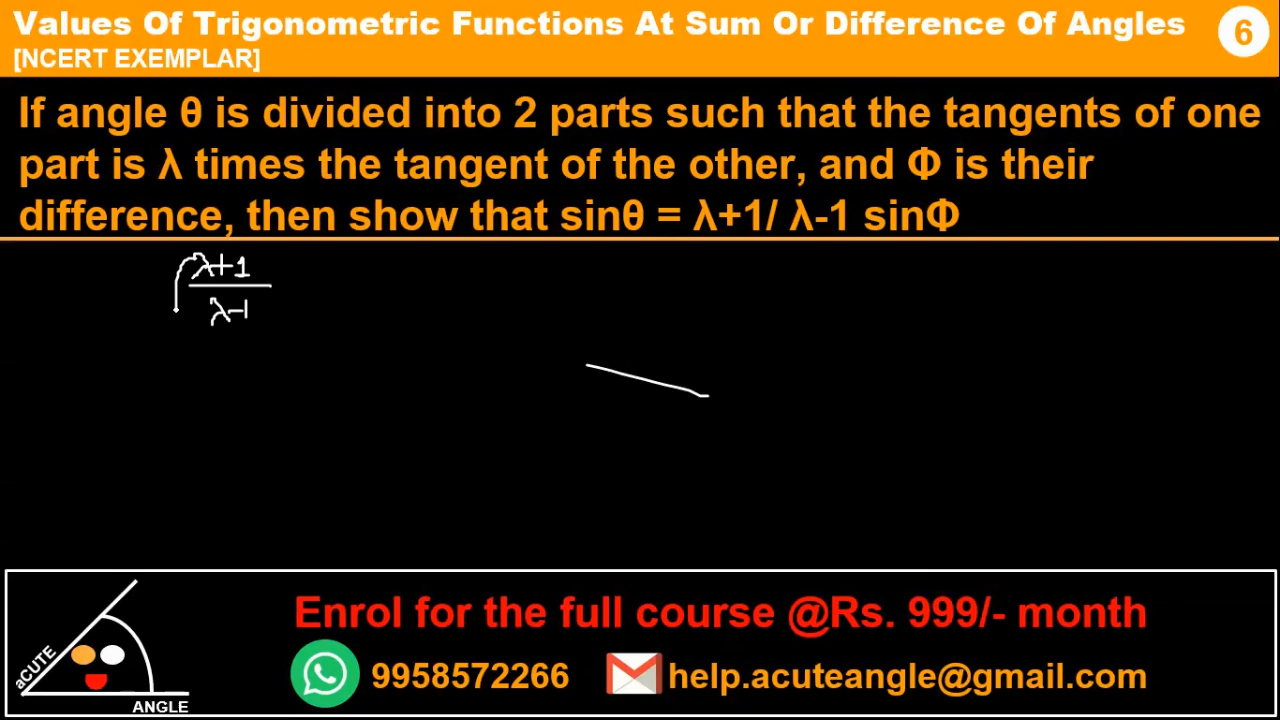 Values Of Trigonometric Functions At Sum Or Difference Of Angles
[NCERT EXEMPLAR]
6
If angle θ is divided into 2 parts such that the tangents of one
part is λ times the tangent of the other, and Φ is their
difference, then show that sinθ = λ+1/ λ-1 sinΦ
λ+1
λ-1
Enrol for the full course @Rs. 999/- month
9958572266 help.acuteangle@gmail.com
aCUTE
ANGLE